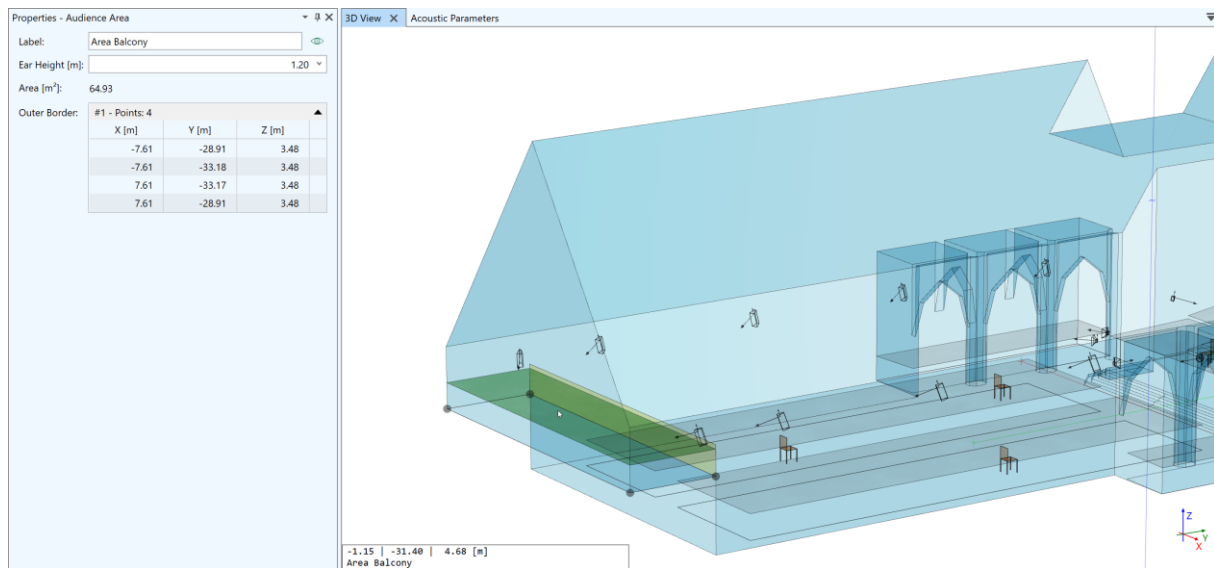 Properties - Audience Area
Label: Area Balcony
Ear Height [m]: 1.20
Area [m²]: 64.93
Outer Border: #1 - Points: 4
X [m] Y [m] Z [m]
-7.61 -28.91 3.48
-7.61 -33.18 3.48
7.61 -33.17 3.48
7.61 -28.91 3.48
3D View Acoustic Parameters
Z
Y
X
-1.15 | -31.40 | 4.68 [m]
Area Balcony